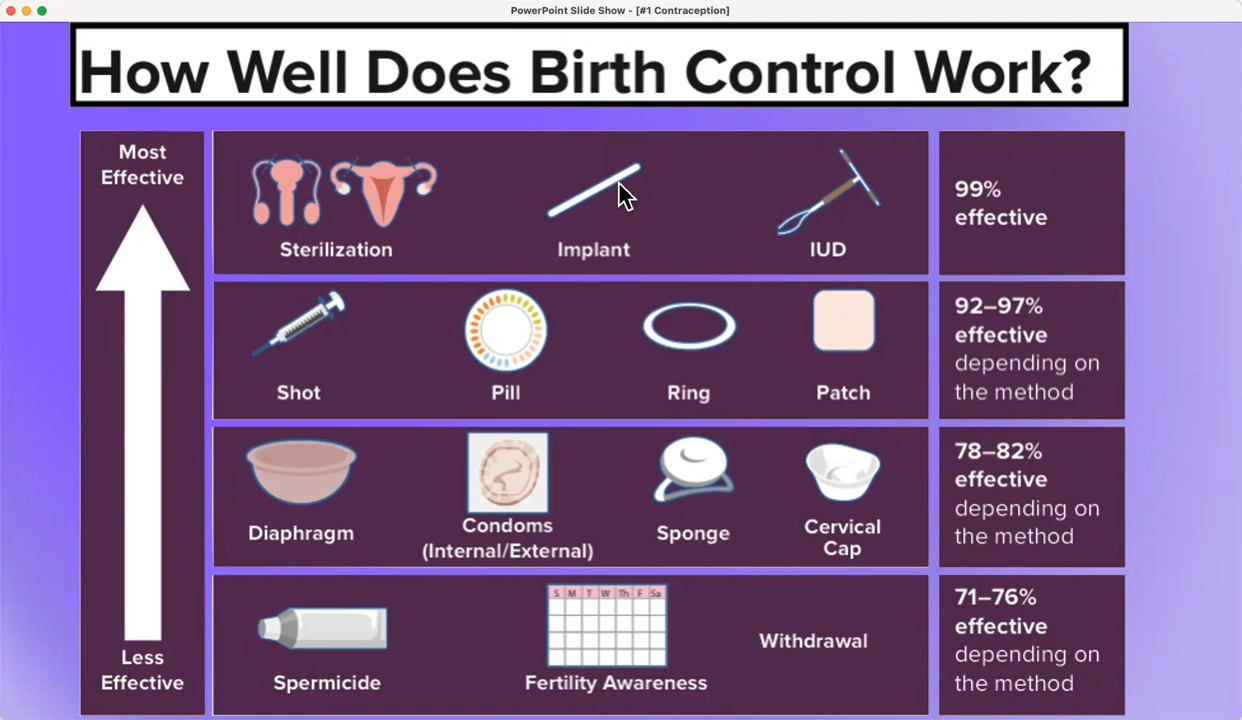 PowerPoint Slide Show - [#1 Contraception]
How Well Does Birth Control Work?
Most
Effective
Sterilization
Implant
IUD
99%
effective
Shot
Pill
Ring
Patch
92–97%
effective
depending on
the method
Diaphragm
Condoms
(Internal/External)
Sponge
Cervical
Cap
78–82%
effective
depending on
the method
Less
Effective
Spermicide
S M T W Th F Sa
Fertility Awareness
Withdrawal
71–76%
effective
depending on
the method